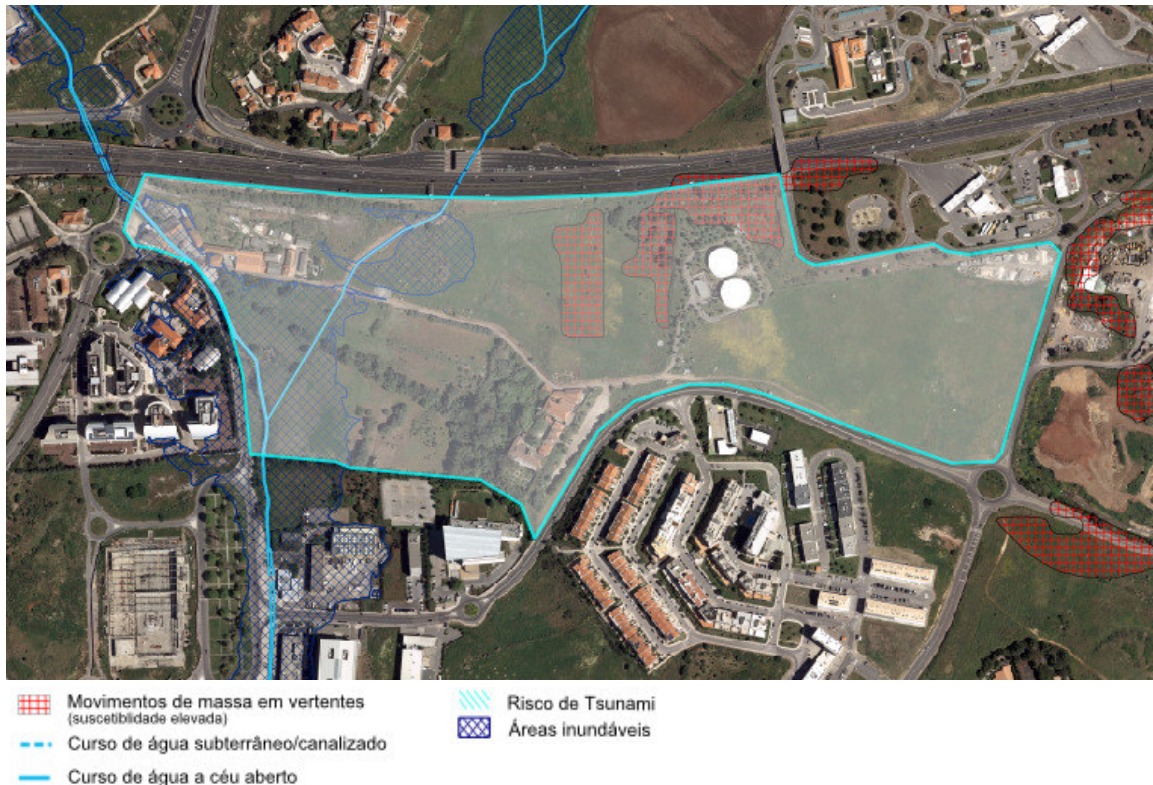 Movimentos de massa em vertentes
(suscetiblidade elevada)
Curso de água subterrâneo/canalizado
Curso de água a céu aberto
Risco de Tsunami
Áreas inundáveis